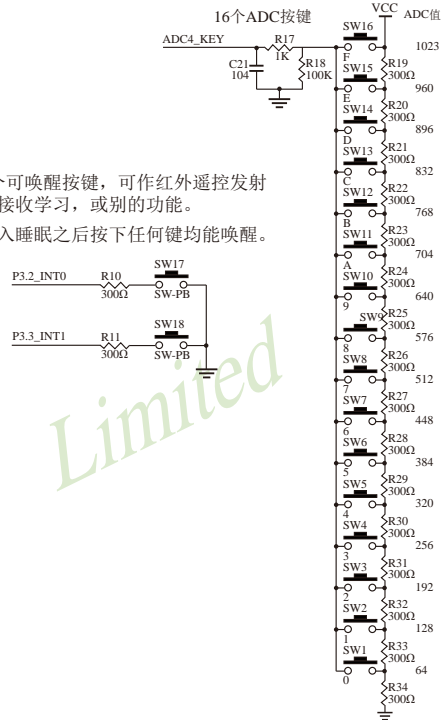 16个ADC按键
VCC
ADC值
ADC4_KEY
R17
1K
C21
104
R18
100K
SW16
F
1023
R19
300Ω
SW15
E
960
R20
300Ω
SW14
D
896
R21
300Ω
SW13
C
832
R22
300Ω
SW12
B
768
R23
300Ω
SW11
A
704
R24
300Ω
SW10
9
640
R25
300Ω
SW9
8
576
R26
300Ω
SW8
7
512
R27
300Ω
SW7
6
448
R28
300Ω
SW6
5
384
R29
300Ω
SW5
4
320
R30
300Ω
SW4
3
256
R31
300Ω
SW3
2
192
R32
300Ω
SW2
1
128
R33
300Ω
SW1
0
64
R34
300Ω
可唤醒按键，可作红外遥控发射
接收学习，或别的功能。
入睡眠之后按下任何键均能唤醒。
P3.2_INT0
R10
300Ω
SW17
SW-PB
P3.3_INT1
R11
300Ω
SW18
SW-PB
Limited